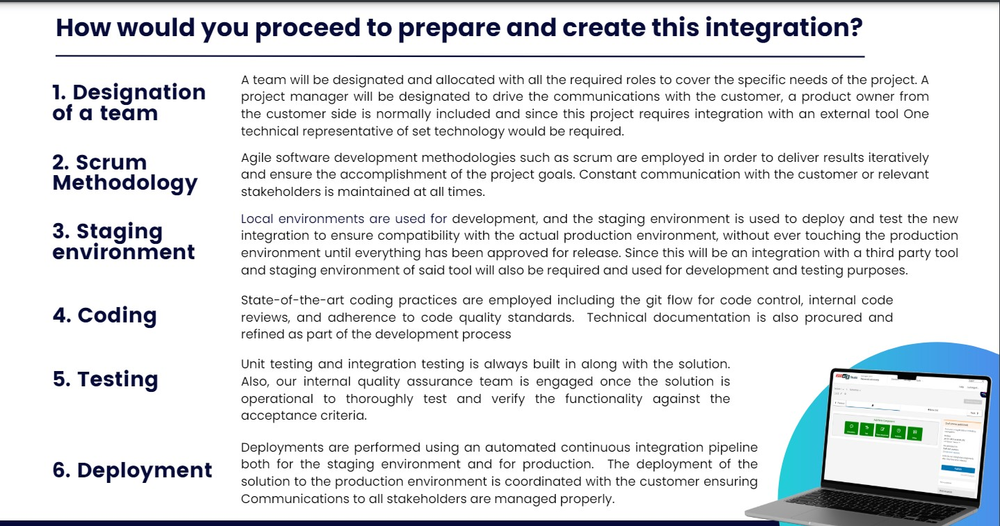 How would you proceed to prepare and create this integration?
1. Designation
of a team
A team will be designated and allocated with all the required roles to cover the specific needs of the project. A
project manager will be designated to drive the communications with the customer, a product owner from
the customer side is normally included and since this project requires integration with an external tool One
technical representative of set technology would be required.
2. Scrum
Methodology
Agile software development methodologies such as scrum are employed in order to deliver results iteratively
and ensure the accomplishment of the project goals. Constant communication with the customer or relevant
stakeholders is maintained at all times.
3. Staging
environment
Local environments are used for development, and the staging environment is used to deploy and test the new
integration to ensure compatibility with the actual production environment, without ever touching the production
environment until everything has been approved for release. Since this will be an integration with a third party tool
and staging environment of said tool will also be required and used for development and testing purposes.
4. Coding
State-of-the-art coding practices are employed including the git flow for code control, internal code
reviews, and adherence to code quality standards. Technical documentation is also procured and
refined as part of the development process
5. Testing
Unit testing and integration testing is always built in along with the solution.
Also, our internal quality assurance team is engaged once the solution is
operational to thoroughly test and verify the functionality against the
acceptance criteria.
6. Deployment
Deployments are performed using an automated continuous integration pipeline
both for the staging environment and for production. The deployment of the
solution to the production environment is coordinated with the customer ensuring
Communications to all stakeholders are managed properly.